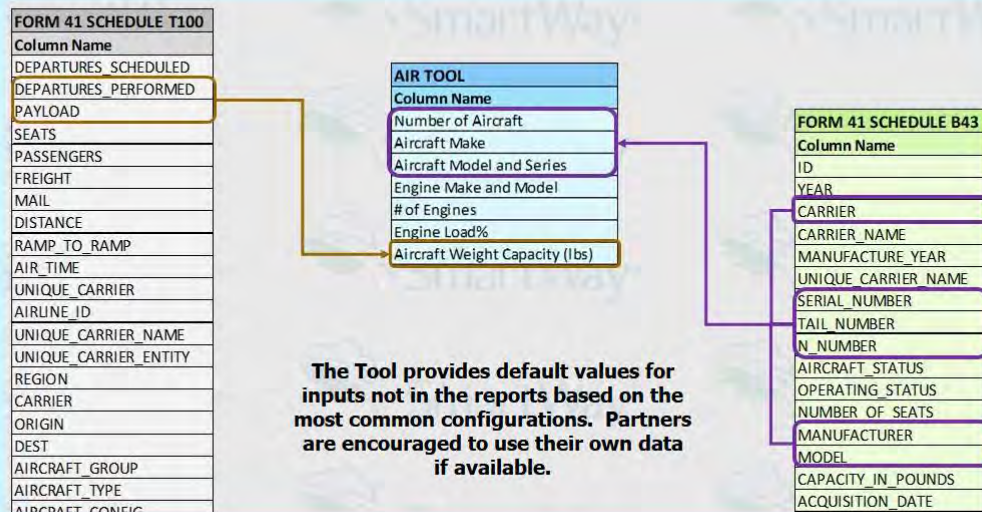 FORM 41 SCHEDULE T100
Column Name
DEPARTURES_SCHEDULED
DEPARTURES_PERFORMED
PAYLOAD
SEATS
PASSENGERS
FREIGHT
MAIL
DISTANCE
RAMP_TO_RAMP
AIR_TIME
UNIQUE_CARRIER
AIRLINE_ID
UNIQUE_CARRIER_NAME
UNIQUE_CARRIER_ENTITY
REGION
CARRIER
ORIGIN
DEST
AIRCRAFT_GROUP
AIRCRAFT_TYPE
AIRCRAFT_CONFIG
AIR TOOL
Column Name
Number of Aircraft
Aircraft Make
Aircraft Model and Series
Engine Make and Model
# of Engines
Engine Load%
Aircraft Weight Capacity (lbs)
The Tool provides default values for
inputs not in the reports based on the
most common configurations. Partners
are encouraged to use their own data
if available.
FORM 41 SCHEDULE B43
Column Name
ID
YEAR
CARRIER
CARRIER_NAME
MANUFACTURE_YEAR
UNIQUE_CARRIER_NAME
SERIAL_NUMBER
TAIL_NUMBER
N_NUMBER
AIRCRAFT_STATUS
OPERATING_STATUS
NUMBER_OF_SEATS
MANUFACTURER
MODEL
CAPACITY_IN_POUNDS
ACQUISITION_DATE
SmartWay
SmartWay